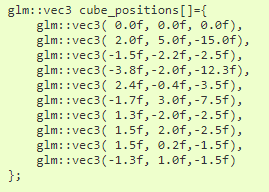 glm::vec3 cube_positions[]={
    glm::vec3( 0.0f, 0.0f, 0.0f),
    glm::vec3( 2.0f, 5.0f,-15.0f),
    glm::vec3(-1.5f,-2.2f,-2.5f),
    glm::vec3(-3.8f,-2.0f,-12.3f),
    glm::vec3( 2.4f,-0.4f,-3.5f),
    glm::vec3(-1.7f, 3.0f,-7.5f),
    glm::vec3( 1.3f,-2.0f,-2.5f),
    glm::vec3( 1.5f, 2.0f,-2.5f),
    glm::vec3( 1.5f, 0.2f,-1.5f),
    glm::vec3(-1.3f, 1.0f,-1.5f)
};